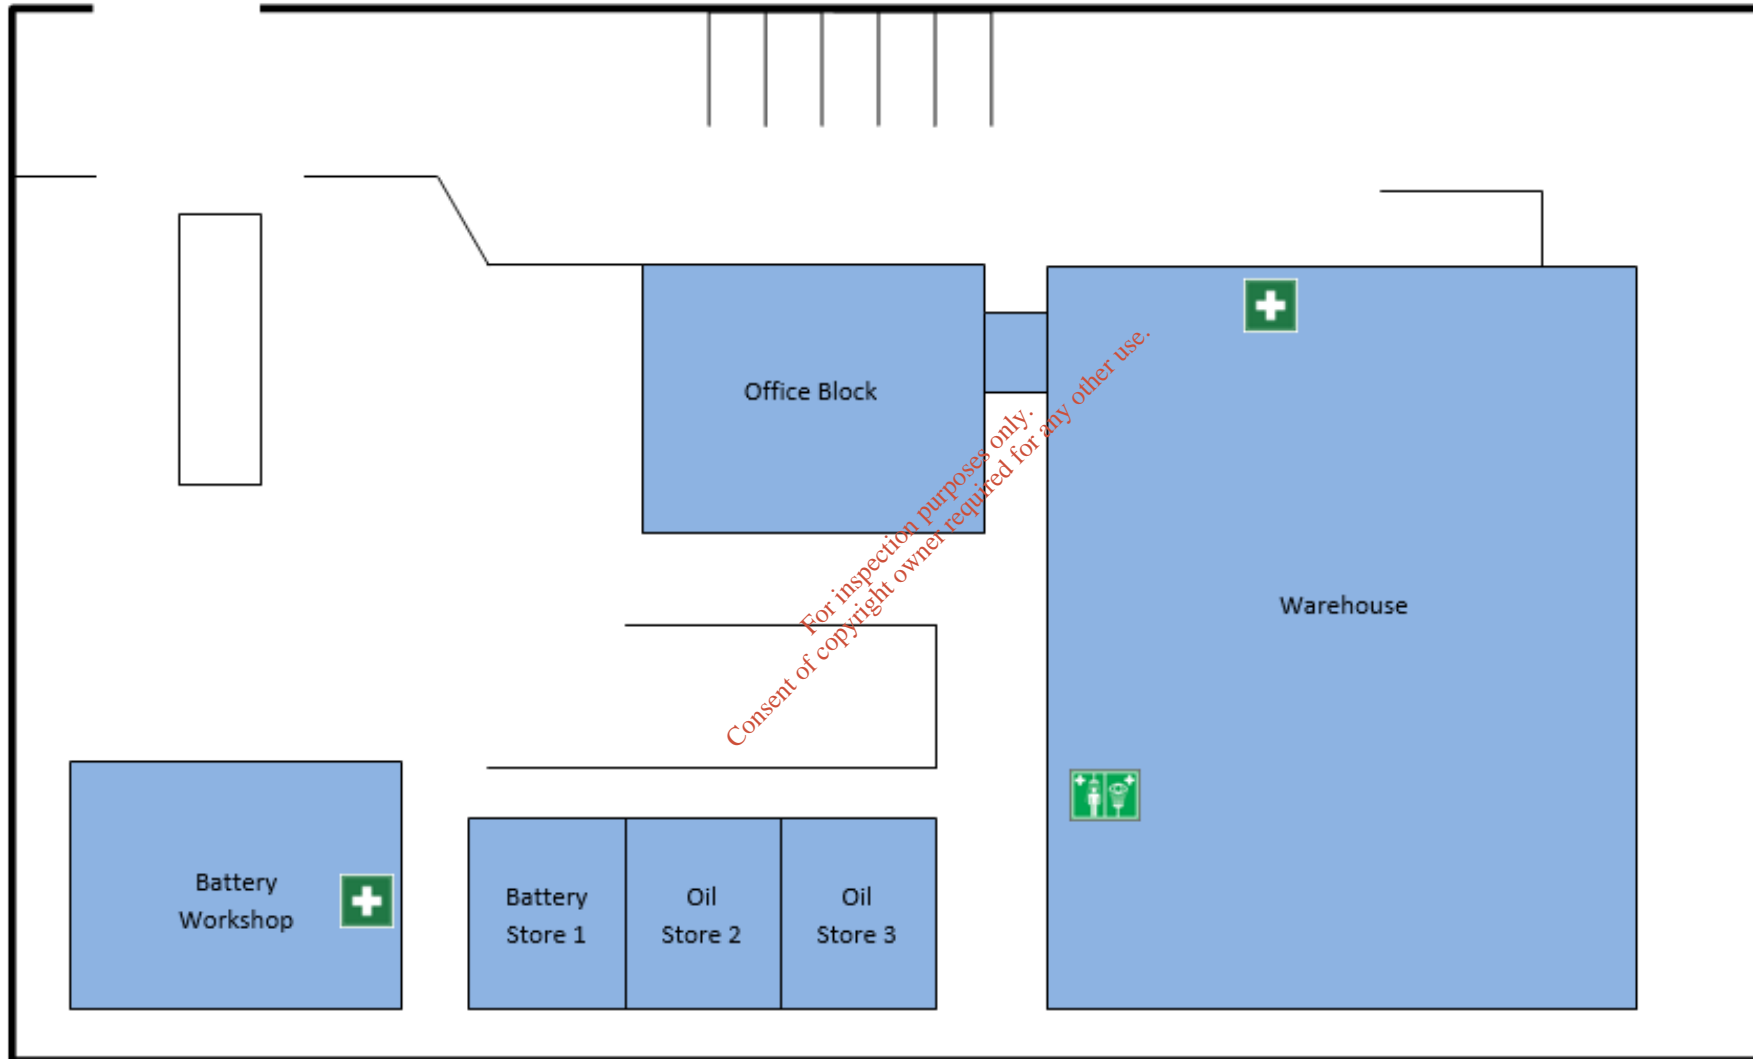 Office Block
For inspection purposes only.
Consent of copyright owner required for any other use.
Warehouse
Battery
Workshop
Battery
Store 1
Oil
Store 2
Oil
Store 3